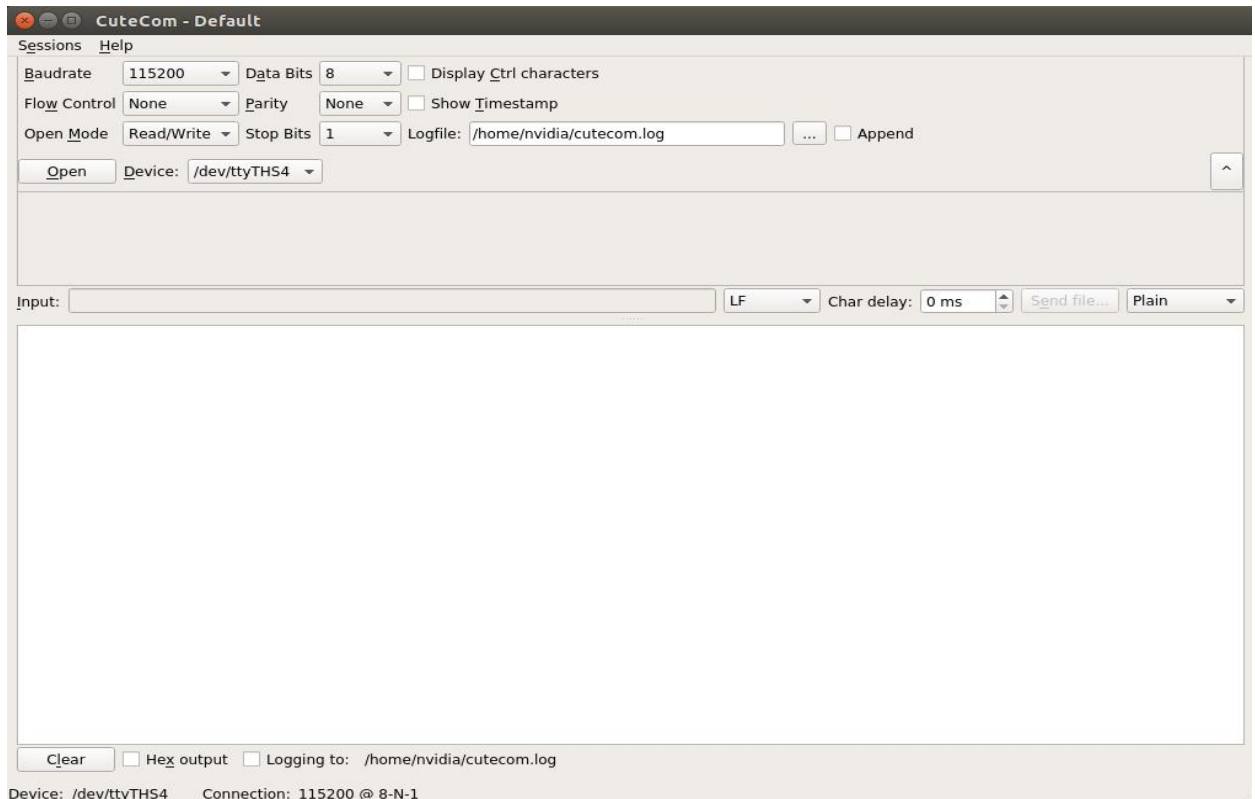 CuteCom - Default
Sessions Help
Baudrate 115200 Data Bits 8 Display Ctrl characters
Flow Control None Parity None Show Timestamp
Open Mode Read/Write Stop Bits 1 Logfile: /home/nvidia/cutecom.log ... Append
Open Device: /dev/ttyTHS4 ^
Input: LF Char delay: 0 ms Send file... Plain
Clear Hex output Logging to: /home/nvidia/cutecom.log
Device: /dev/ttyTHS4 Connection: 115200 @ 8-N-1